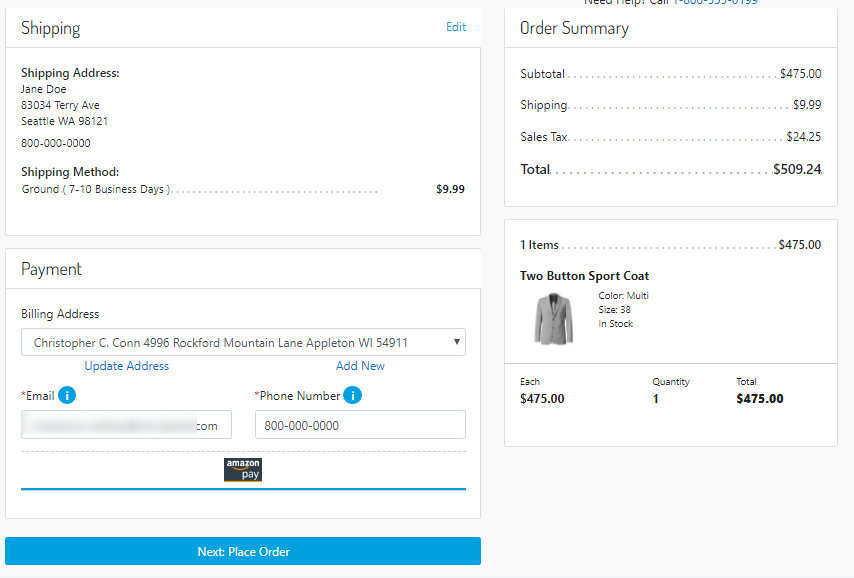 Need Help? Call 1-800-555-0199
Shipping
Edit
Shipping Address:
Jane Doe
83034 Terry Ave
Seattle WA 98121
800-000-0000
Shipping Method:
Ground ( 7-10 Business Days ) $9.99
Payment
Billing Address
Christopher C. Conn 4996 Rockford Mountain Lane Appleton WI 54911
Update Address
Add New
*Email
*Phone Number
com
800-000-0000
amazon
pay
Next: Place Order
Order Summary
Subtotal $475.00
Shipping $9.99
Sales Tax $24.25
Total $509.24
1 Items $475.00
Two Button Sport Coat
Color: Multi
Size: 38
In Stock
Each Quantity Total
$475.00 1 $475.00